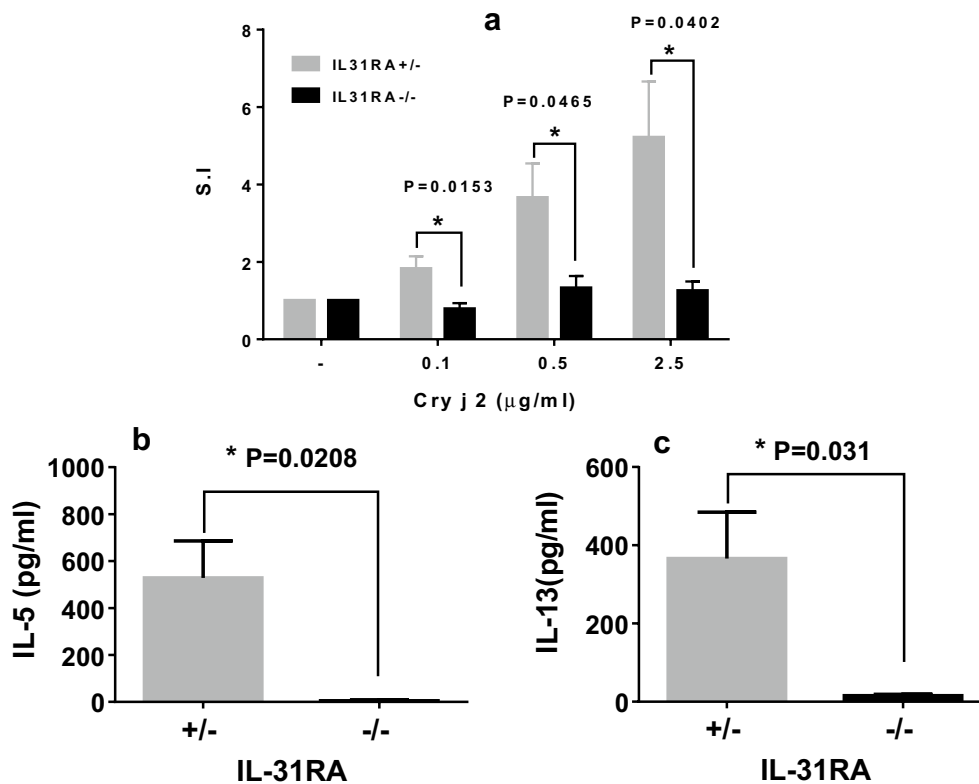 a
P=0.0402
8
IL31RA+/-
IL31RA-/-
*
P=0.0465
6
*
S.I
4
P=0.0153
*
2
0
- 0.1 0.5 2.5
Cry j 2 (μg/ml)
b
* P=0.0208
1000
800
600
400
200
0
IL-5 (pg/ml)
+/- -/-
IL-31RA
c
* P=0.031
600
400
200
0
IL-13(pg/ml)
+/- -/-
IL-31RA